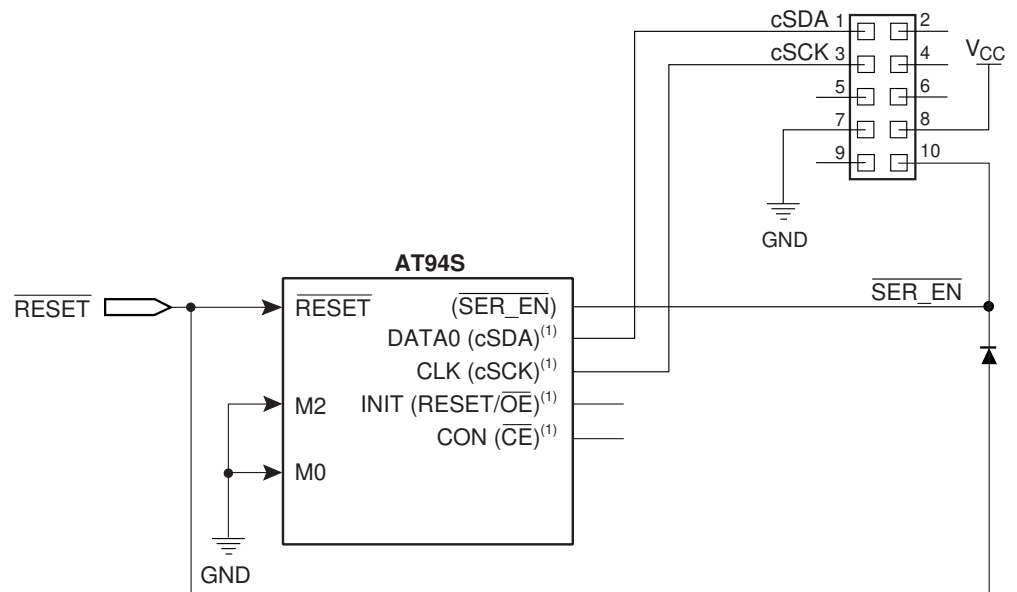 cSDA 1 2
cSCK 3 4
VCC
5 6
7 8
9 10
GND
AT94S
RESET
RESET
(SER_EN)
SER_EN
DATA0 (cSDA)(1)
CLK (cSCK)(1)
M2
INIT (RESET/OE)(1)
CON (CE)(1)
M0
GND